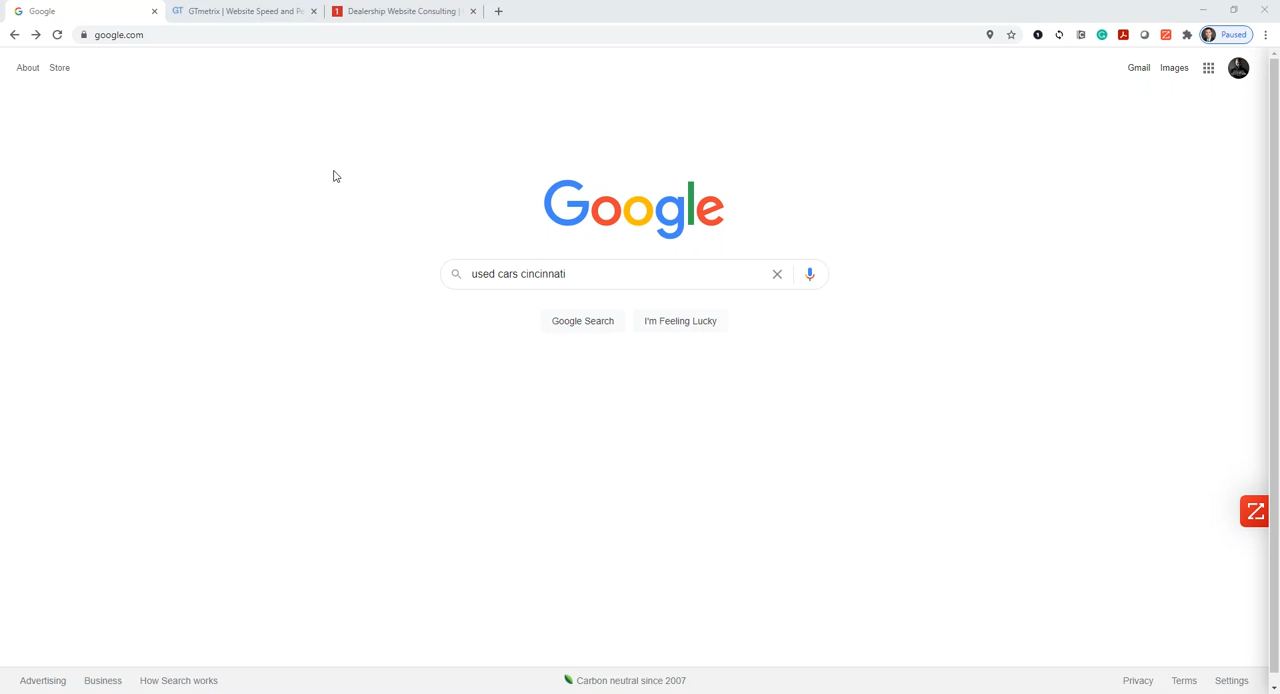 Google
GTmetrix | Website Speed and Pe
Dealership Website Consulting |
google.com
Paused
About Store
Gmail Images
Google
used cars cincinnati
Google Search I'm Feeling Lucky
Advertising Business How Search works
Carbon neutral since 2007
Privacy Terms Settings